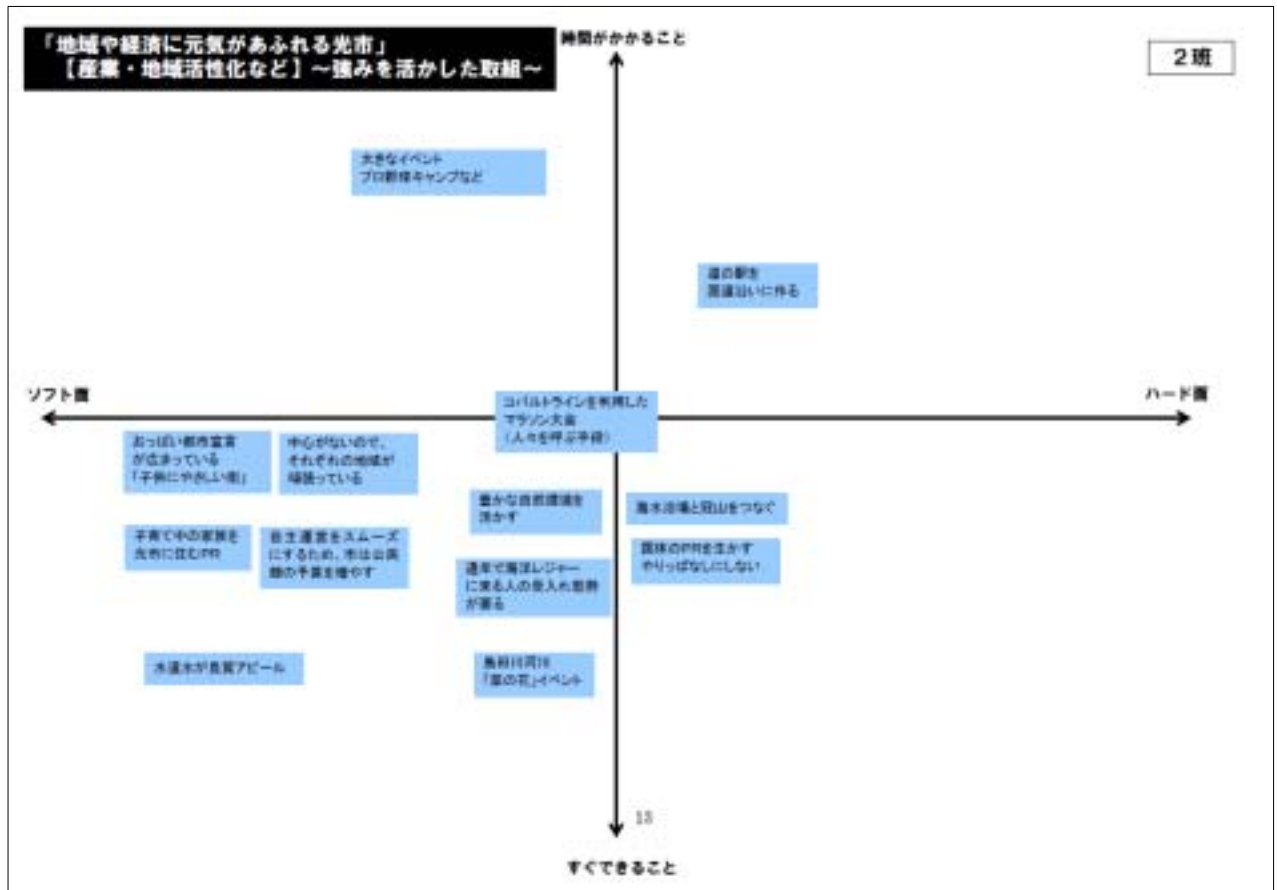 「地域や経済に元気があふれる光市」
【産業・地域活性化など】～強みを活かした取組～
時間がかかること
2班
大きなイベント
プロ野球キャンプなど
道の駅を
国道沿いに作る
ソフト面
ハード面
コバルトラインを利用した
マラソン大会
(人々を呼ぶ手段)
おっぱい都市宣言
が広まっている
「子供にやさしい街」
中心がないので、
それぞれの地域が
頑張っている
豊かな自然環境を
活かす
海水浴場と冠山をつなぐ
子育て中の家族を
光市に住むPR
自主運営をスムーズ
にするため、市は公民
館の予算を増やす
国体のPRを生かす
やりっぱなしにしない
通年で海洋レジャー
に来る人の受入れ態勢
が要る
水道水が良質アピール
島田川河川
「菜の花」イベント
13
すぐできること